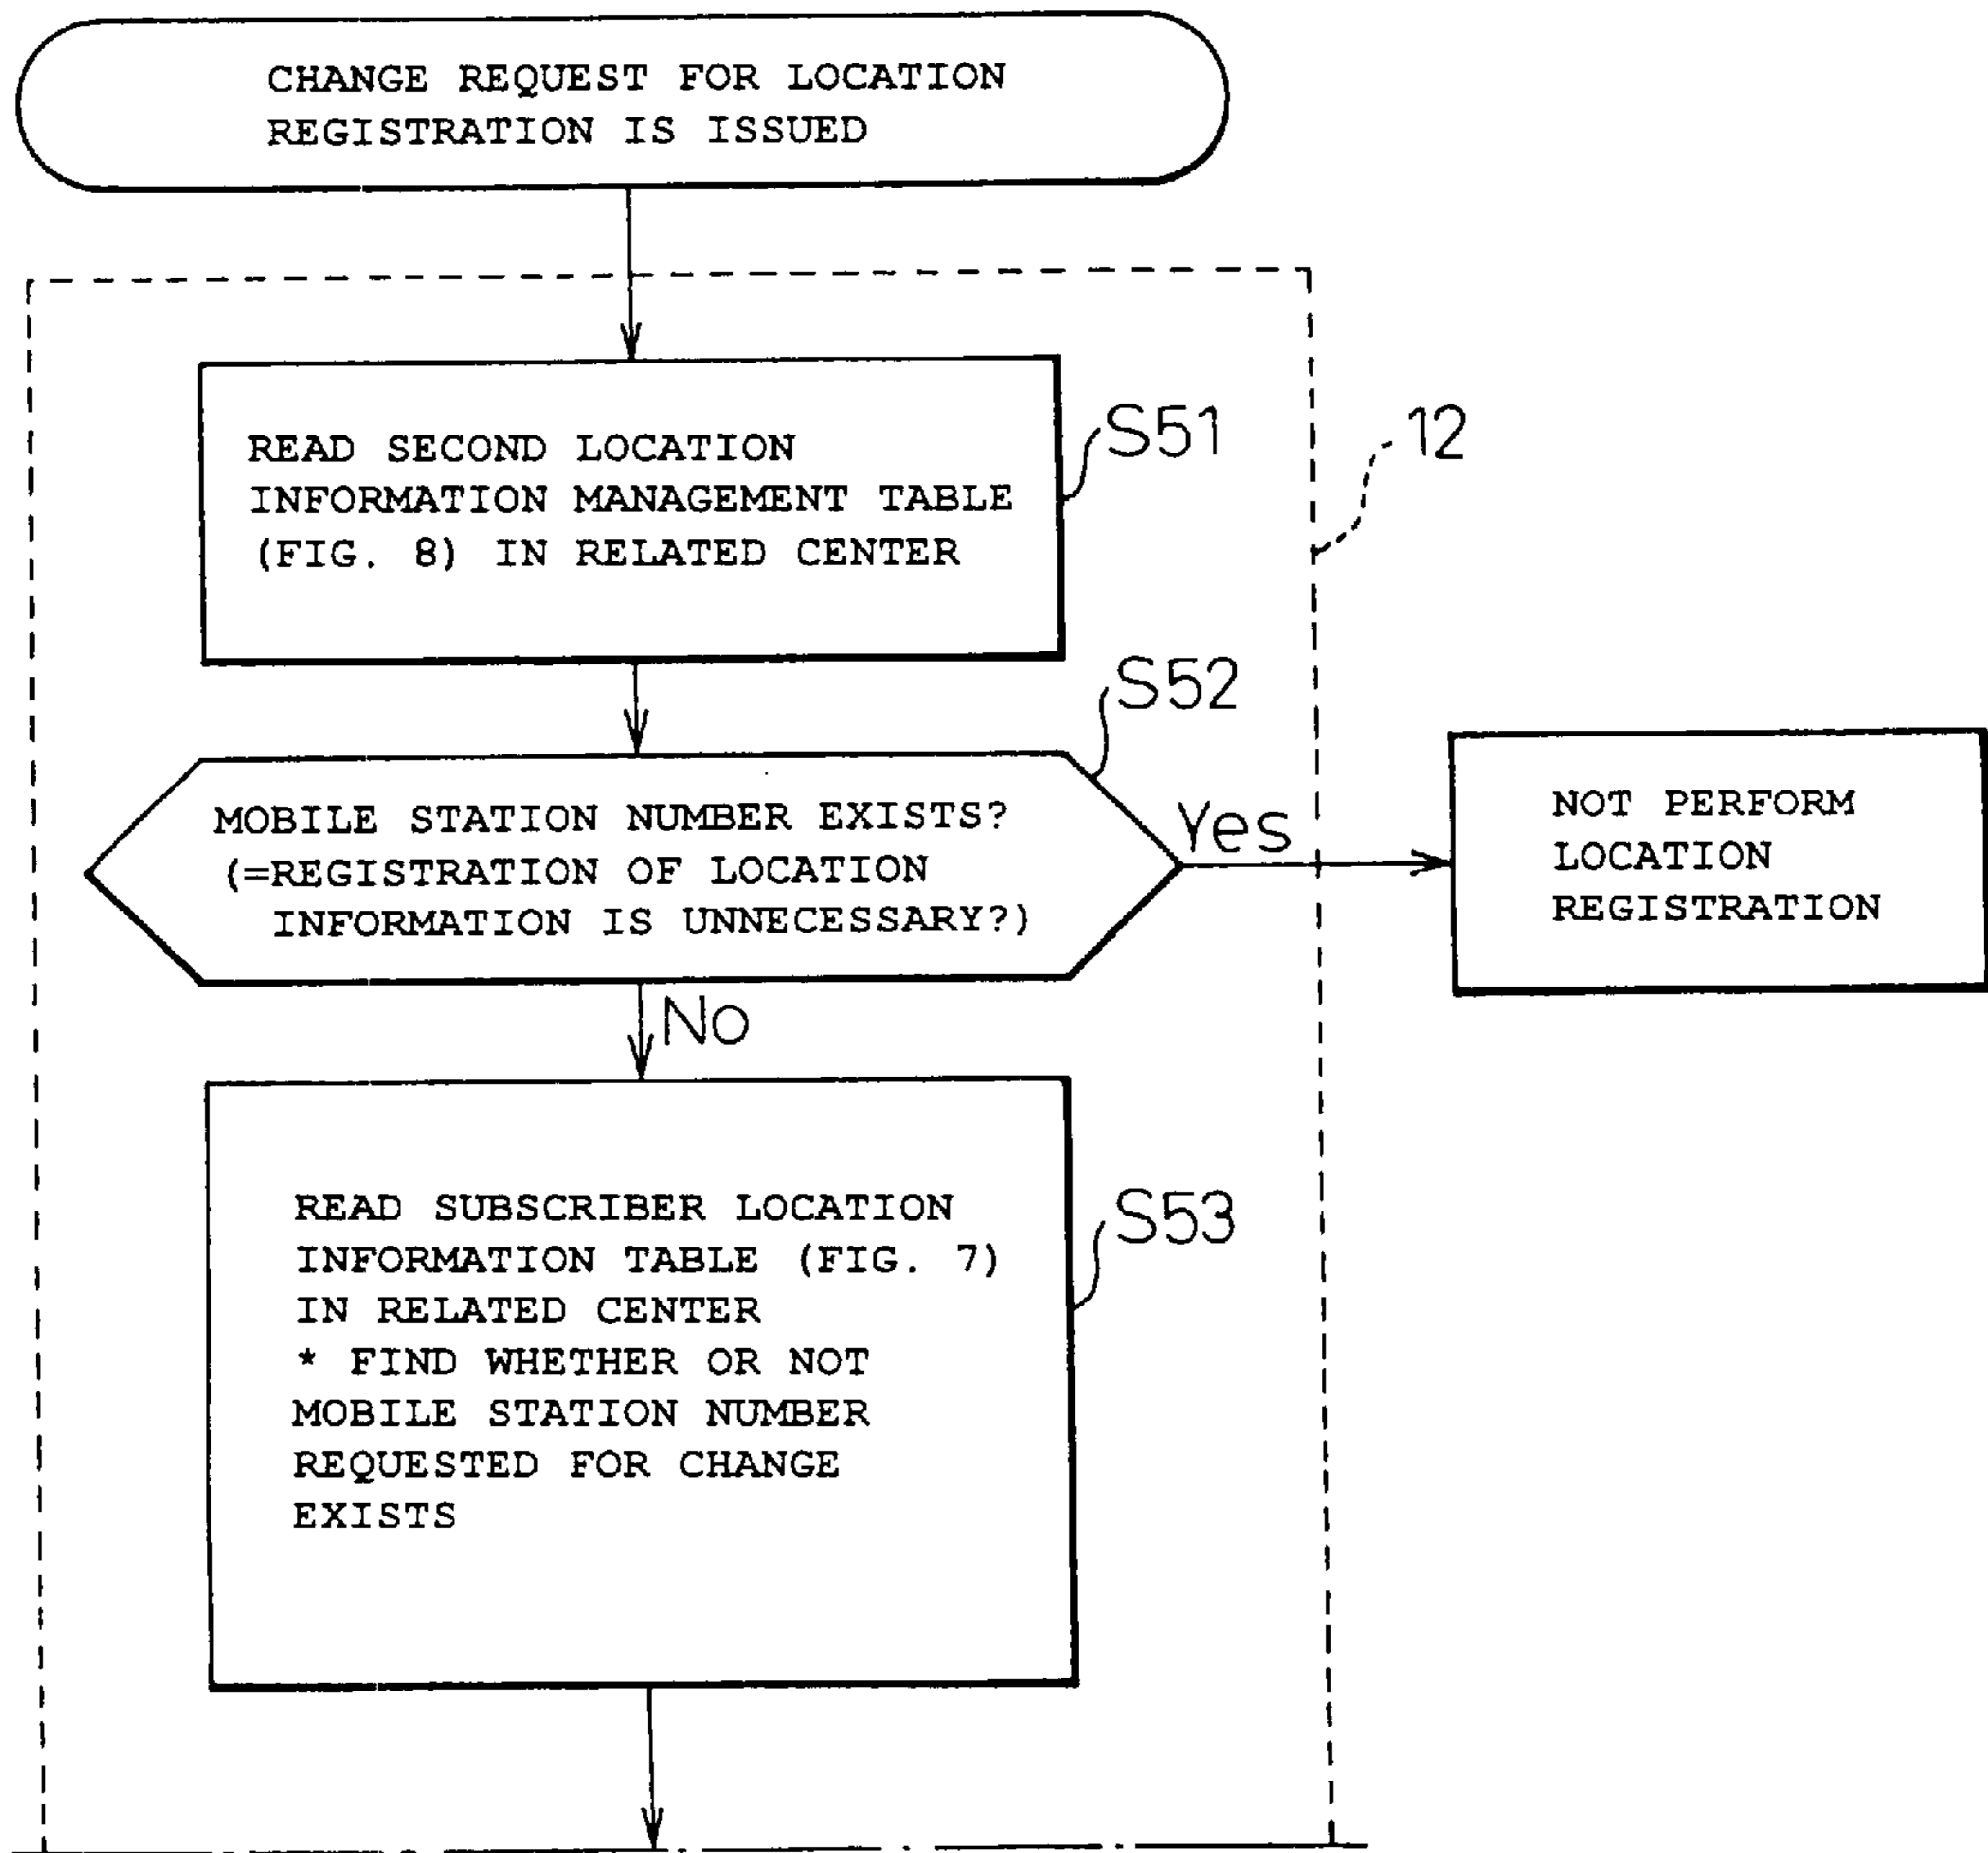 CHANGE REQUEST FOR LOCATION
REGISTRATION IS ISSUED
READ SECOND LOCATION
INFORMATION MANAGEMENT TABLE
(FIG. 8) IN RELATED CENTER
S51
12
S52
MOBILE STATION NUMBER EXISTS?
(=REGISTRATION OF LOCATION
INFORMATION IS UNNECESSARY?)
Yes
NOT PERFORM
LOCATION
REGISTRATION
No
READ SUBSCRIBER LOCATION
INFORMATION TABLE (FIG. 7)
IN RELATED CENTER
* FIND WHETHER OR NOT
MOBILE STATION NUMBER
REQUESTED FOR CHANGE
EXISTS
S53